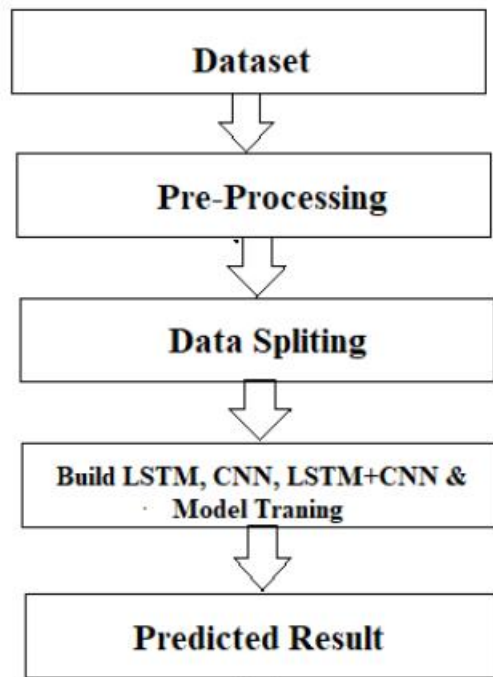 Dataset
Pre-Processing
Data Spliting
Build LSTM, CNN, LSTM+CNN &
Model Traning
Predicted Result